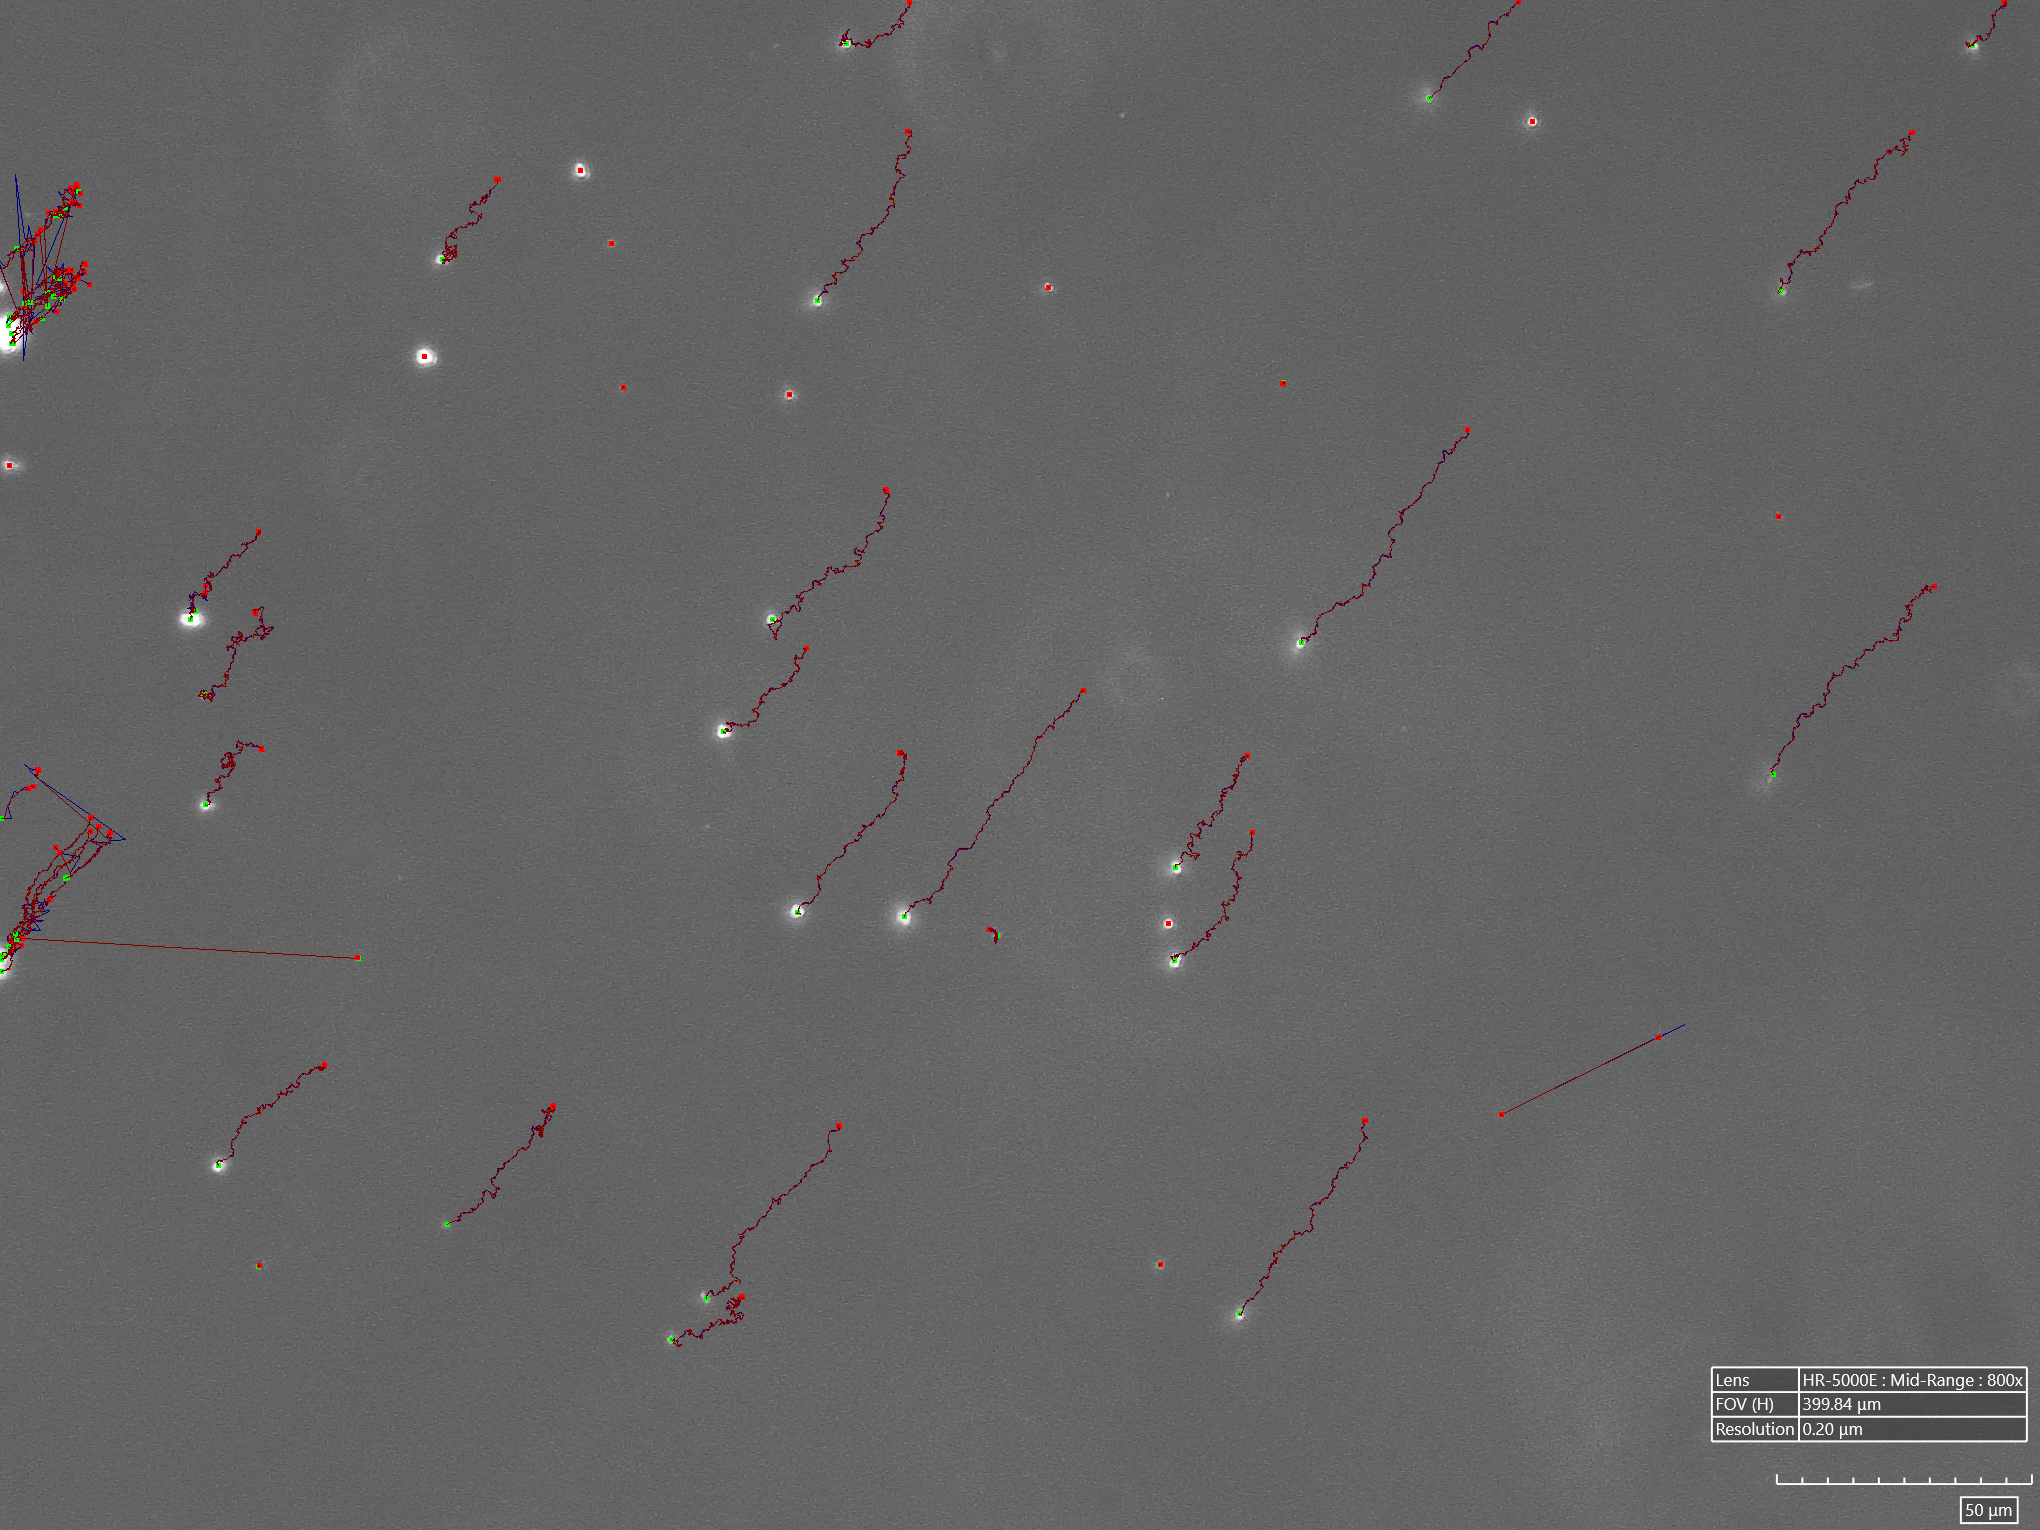 Lens HR-5000E : Mid-Range : 800x
FOV (H) 399.84 µm
Resolution 0.20 µm
50 µm